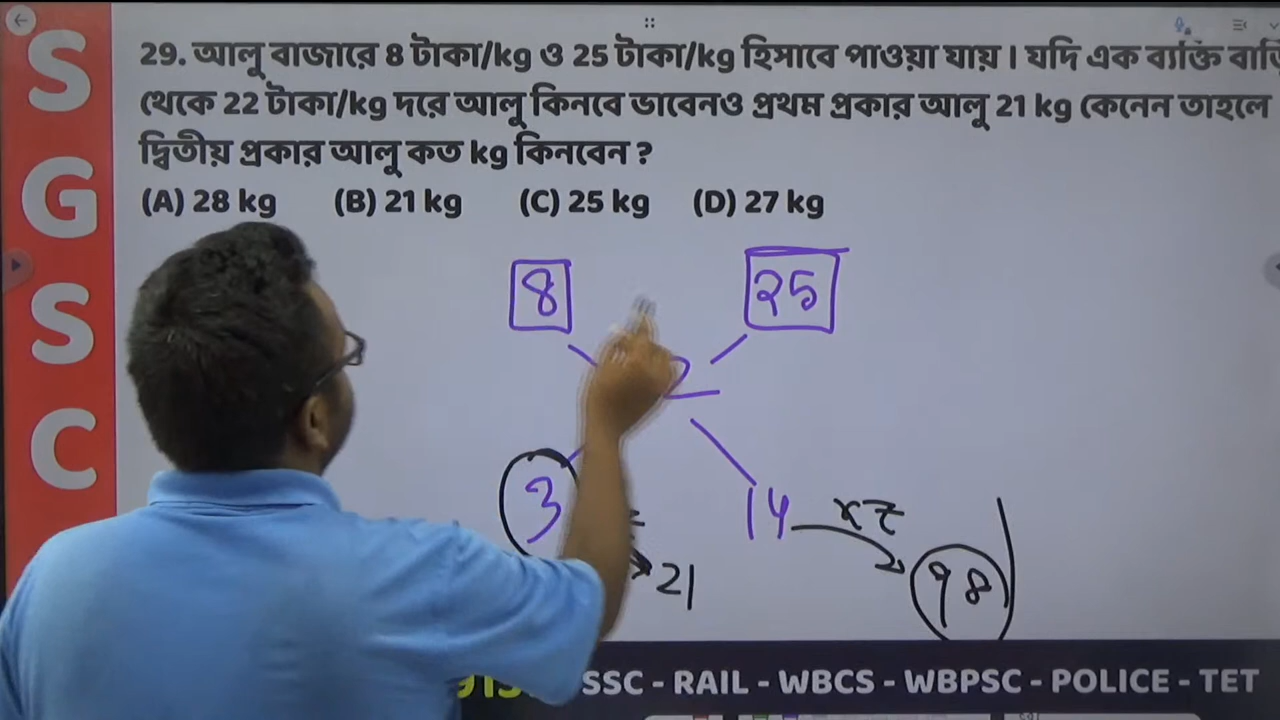 S
G
S
C
29. আলু বাজারে 8 টাকা/kg ও 25 টাকা/kg হিসাবে পাওয়া যায় । যদি এক ব্যক্তি
থেকে 22 টাকা/kg দরে আলু কিনবে ভাবেনও প্রথম প্রকার আলু 21 kg কেনেন তাহলে
দ্বিতীয় প্রকার আলু কত kg কিনবেন ?
(A) 28 kg (B) 21 kg (C) 25 kg (D) 27 kg
8 25
2
3 14 x 7
21 98
SSC - RAIL - WBCS - WBPSC - POLICE - TET